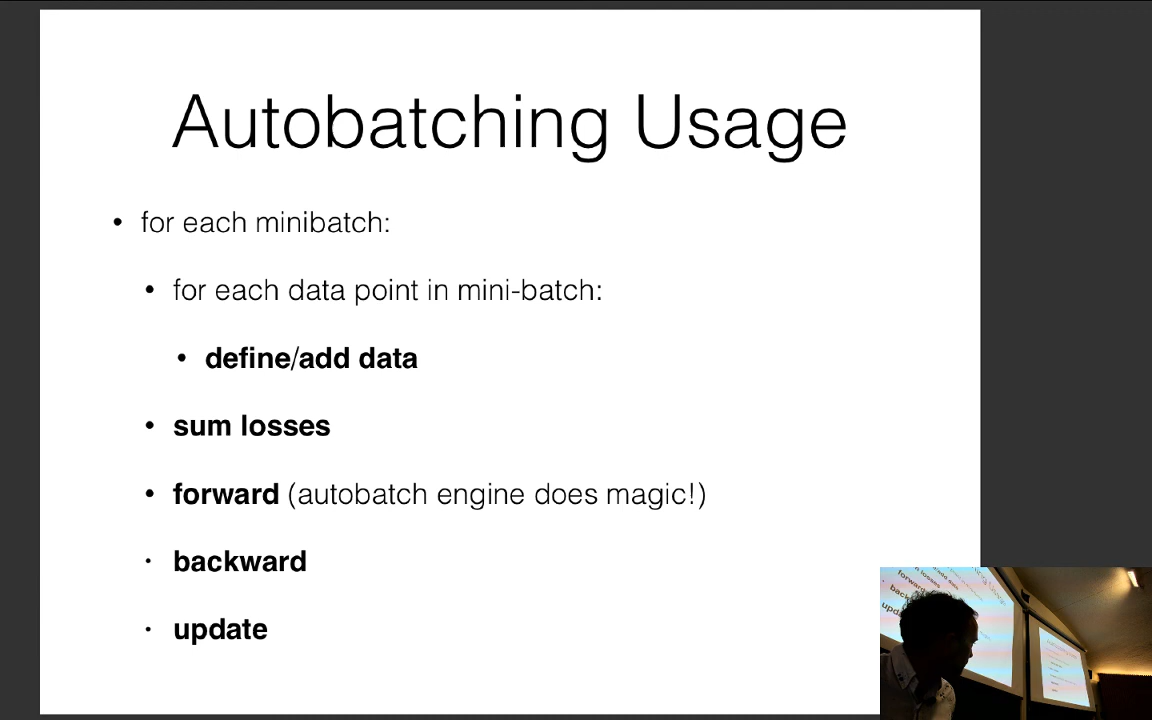 Autobatching Usage
• for each minibatch:
• for each data point in mini-batch:
• define/add data
• sum losses
• forward (autobatch engine does magic!)
• backward
• update